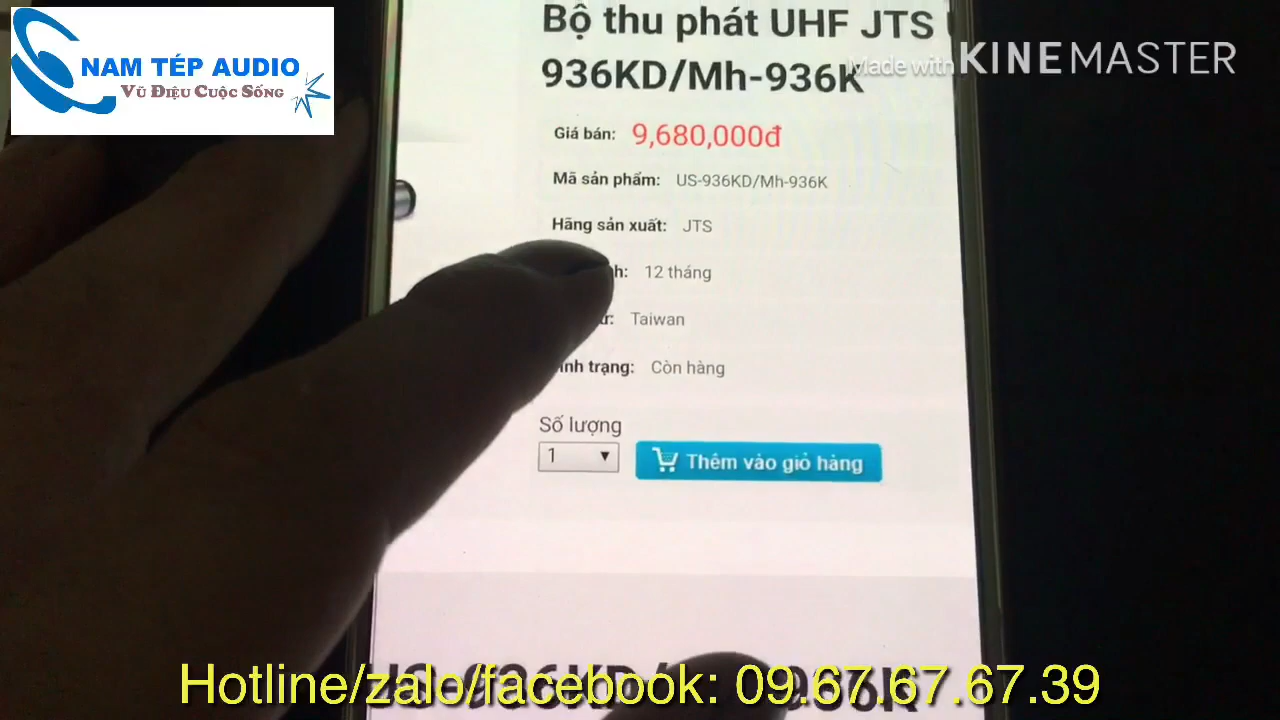 NAM TÉP AUDIO
VŨ ĐIỆU CUỘC SỐNG
Made with KINEMASTER
Bộ thu phát UHF JTS
936KD/Mh-936K
Giá bán: 9,680,000đ
Mã sản phẩm: US-936KD/Mh-936K
Hãng sản xuất: JTS
12 tháng
Taiwan
trạng: Còn hàng
Số lượng
1
Thêm vào giỏ hàng
Hotline/zalo/facebook: 09.67.67.67.39